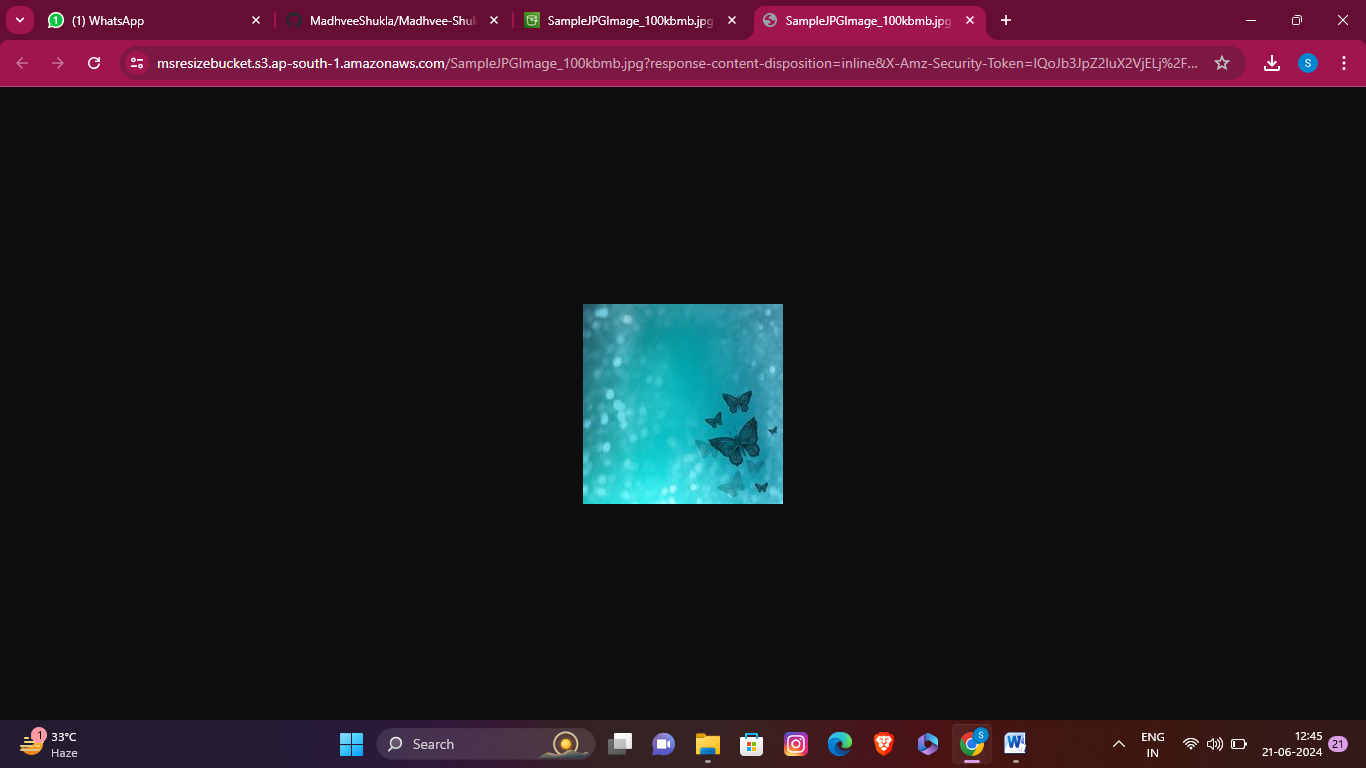 (1) WhatsApp
MadhveeShukla/Madhvee-Shuk
SampleJPGImage_100kbmb.jpg
SampleJPGImage_100kbmb.jpg
msresizebucket.s3.ap-south-1.amazonaws.com/SampleJPGImage_100kbmb.jpg?response-content-disposition=inline&X-Amz-Security-Token=IQoJb3JpZ2luX2VjELj%2F...
S
1
33°C
Haze
Search
S
ENG
IN
12:45
21-06-2024
21